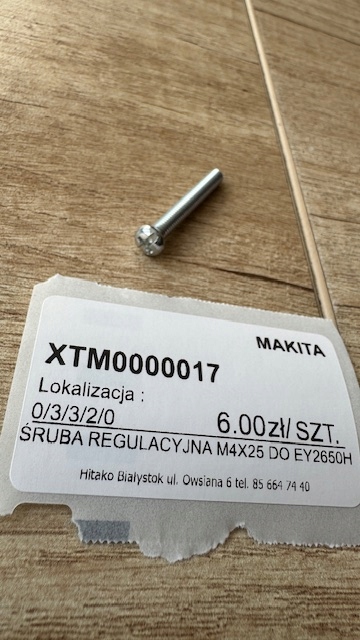 MAKITA
XTM0000017
Lokalizacja :
0/3/3/2/0 6.00zł/ SZT.
ŚRUBA REGULACYJNA M4X25 DO EY2650H
Hitako Białystok ul. Owsiana 6 tel. 85 664 74 40